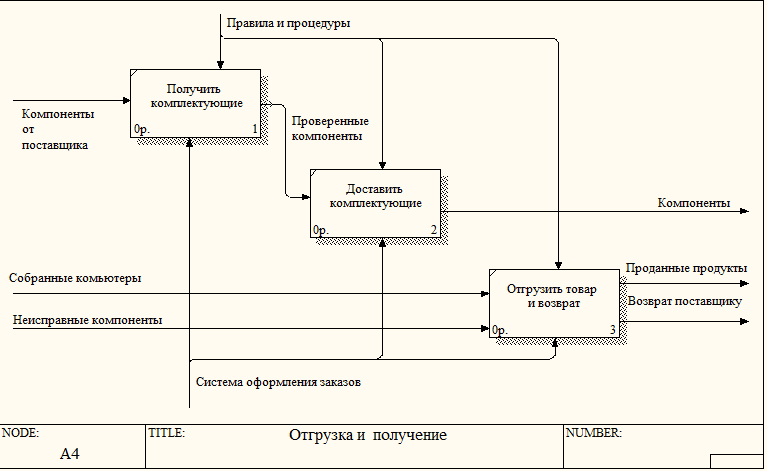 Правила и процедуры
Получить
комплектующие
0р. 1
Компоненты
от
поставщика
Проверенные
компоненты
Доставить
комплектующие
0р. 2
Компоненты
Собранные комьютеры
Проданные продукты
Отгрузить товар
и возврат
0р. 3
Возврат поставщику
Неисправные компоненты
Система оформления заказов
NODE: TITLE: NUMBER:
A4 Отгрузка и получение